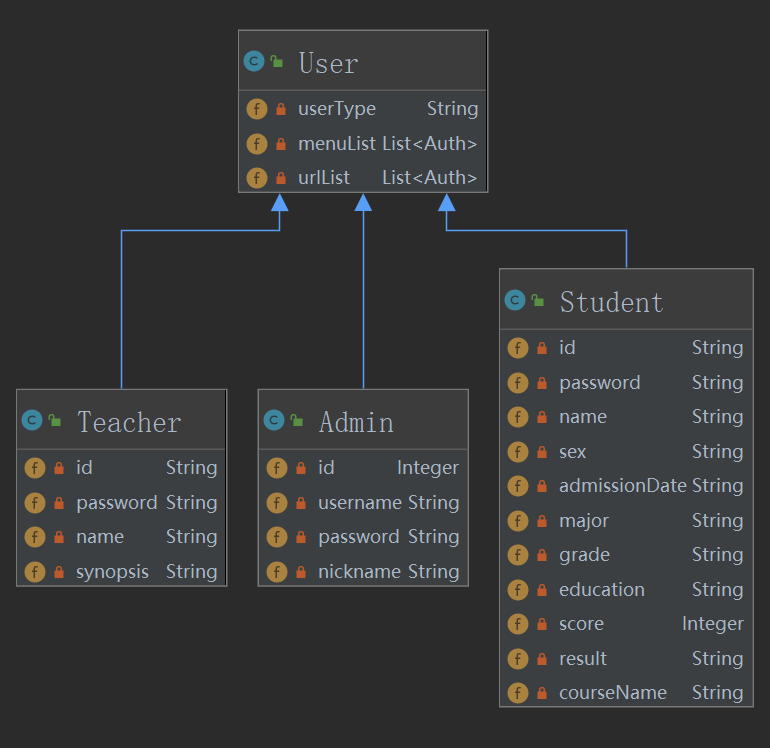 User
userType String
menuList List<Auth>
urlList List<Auth>
Student
id String
password String
name String
sex String
admissionDate String
major String
grade String
education String
score Integer
result String
courseName String
Teacher
id String
password String
name String
synopsis String
Admin
id Integer
username String
password String
nickname String